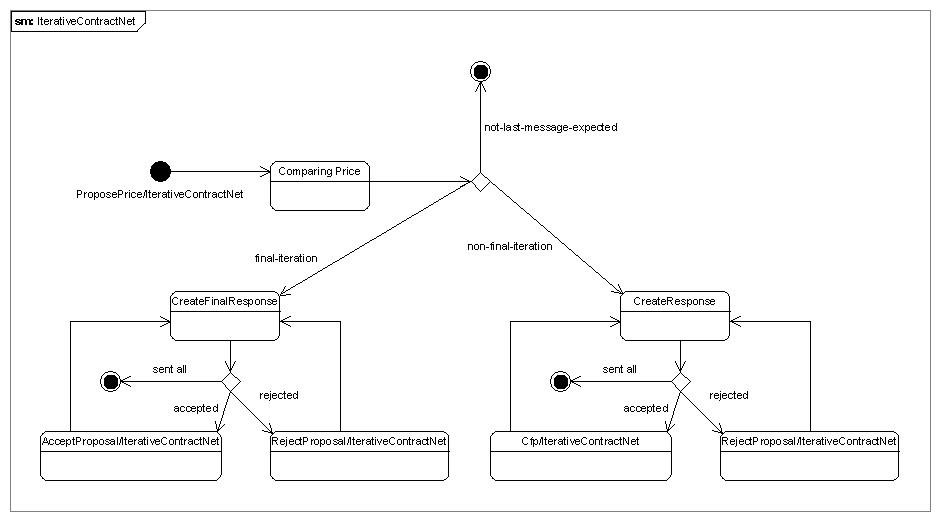 sm: IterativeContractNet
not-last-message-expected
Comparing Price
ProposePrice/IterativeContractNet
final-iteration
non-final-iteration
CreateFinalResponse
CreateResponse
sent all
accepted
rejected
sent all
accepted
rejected
AcceptProposal/IterativeContractNet
RejectProposal/IterativeContractNet
Cfp/IterativeContractNet
RejectProposal/IterativeContractNet